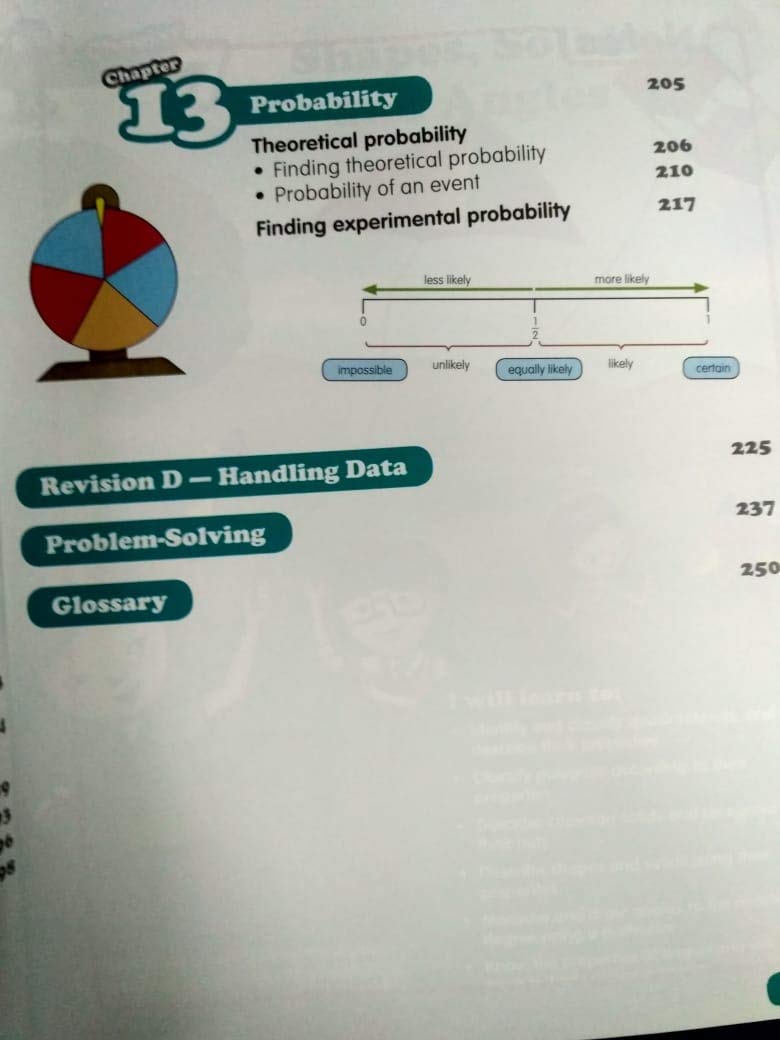 Chapter
13 Probability 205
Theoretical probability
• Finding theoretical probability 206
• Probability of an event 210
Finding experimental probability 217
less likely more likely
0 1/2 1
impossible unlikely equally likely likely certain
Revision D — Handling Data 225
Problem-Solving 237
Glossary 250